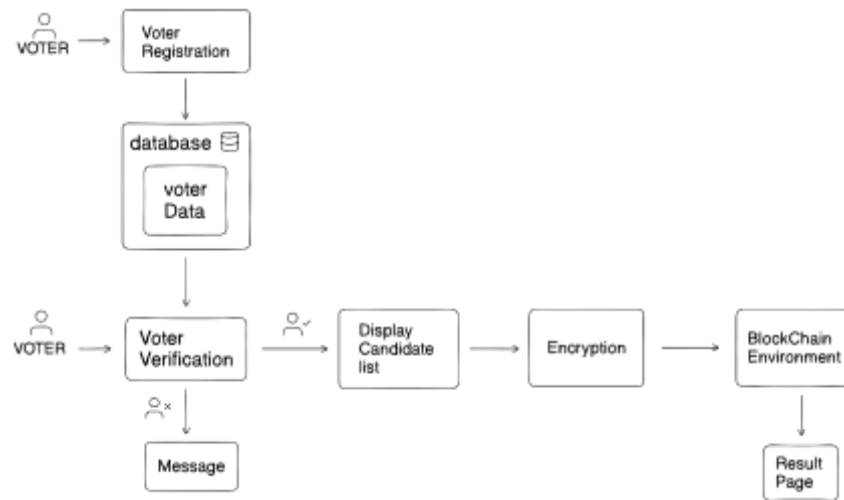 VOTER
Voter
Registration
database
voter
Data
VOTER
Voter
Verification
Display
Candidate
list
Encryption
BlockChain
Environment
Message
Result
Page